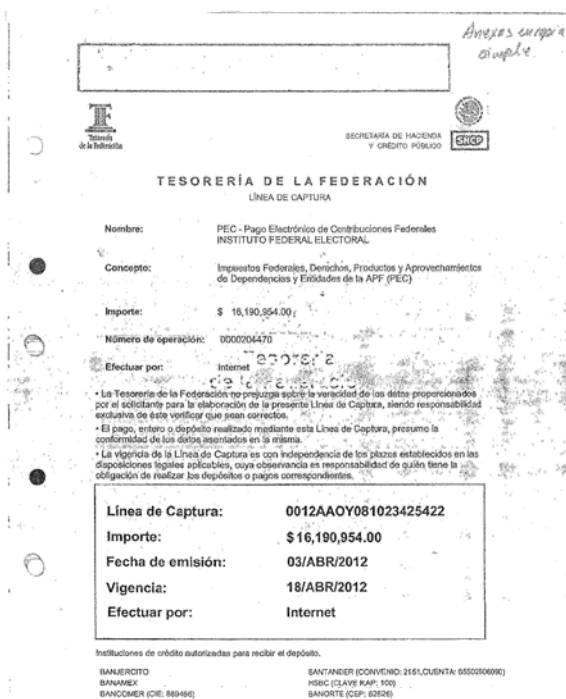 Anexos en copia
simple
Tesorería
de la Federación
SECRETARÍA DE HACIENDA
Y CRÉDITO PÚBLICO
SHCP
TESORERÍA DE LA FEDERACIÓN
LÍNEA DE CAPTURA
Nombre: PEC - Pago Electrónico de Contribuciones Federales
INSTITUTO FEDERAL ELECTORAL
Concepto: Impuestos Federales, Derechos, Productos y Aprovechamientos
de Dependencias y Entidades de la APF (PEC)
Importe: $ 16,190,954.00
Número de operación: 0000204470
Efectuar por: Internet
Tesorería
de la Federación
• La Tesorería de la Federación no prejuzga sobre la veracidad de los datos proporcionados
por el solicitante para la elaboración de la presente Línea de Captura, siendo responsabilidad
exclusiva de éste verificar que sean correctos.
• El pago, entero o depósito realizado mediante esta Línea de Captura, presume la
conformidad de los datos asentados en la misma.
• La vigencia de la Línea de Captura es con independencia de los plazos establecidos en las
disposiciones legales aplicables, cuya observancia es responsabilidad de quién tiene la
obligación de realizar los depósitos o pagos correspondientes.
Línea de Captura: 0012AAOY081023425422
Importe: $16,190,954.00
Fecha de emisión: 03/ABR/2012
Vigencia: 18/ABR/2012
Efectuar por: Internet
Instituciones de crédito autorizadas para recibir el depósito.
BANJERCITO SANTANDER (CONVENIO: 2151,CUENTA: 65502506090)
BANAMEX HSBC (CLAVE RAP: 100)
BANCOMER (CIE: 889466) BANORTE (CEP: 62626)